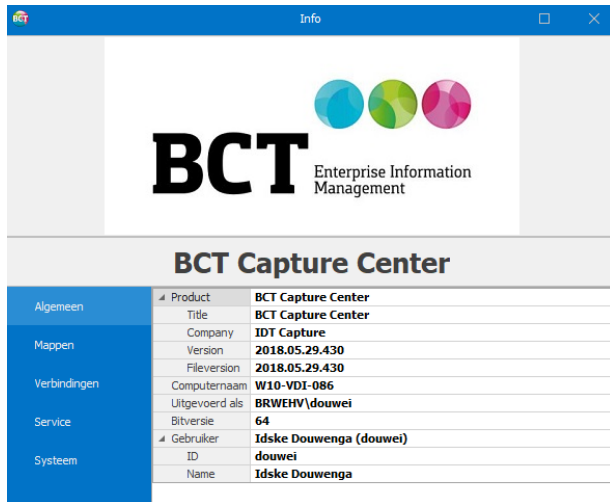 BCT Info
BCT Enterprise Information
Management
BCT Capture Center
Algemeen
Mappen
Verbindingen
Service
Systeem
Product BCT Capture Center
Title BCT Capture Center
Company IDT Capture
Version 2018.05.29.430
Fileversion 2018.05.29.430
Computernaam W10-VDI-086
Uitgevoerd als BRWEHV\douwei
Bitversie 64
Gebruiker Idske Douwenga (douwei)
ID douwei
Name Idske Douwenga